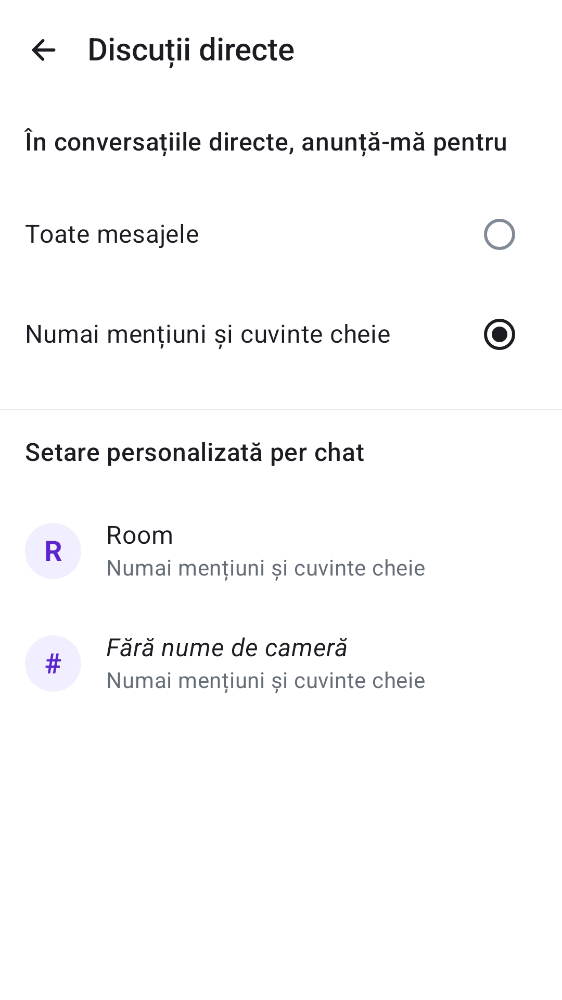 Discuții directe
În conversațiile directe, anunță-mă pentru
Toate mesajele
Numai mențiuni și cuvinte cheie
Setare personalizată per chat
R
Room
Numai mențiuni și cuvinte cheie
#
Fără nume de cameră
Numai mențiuni și cuvinte cheie